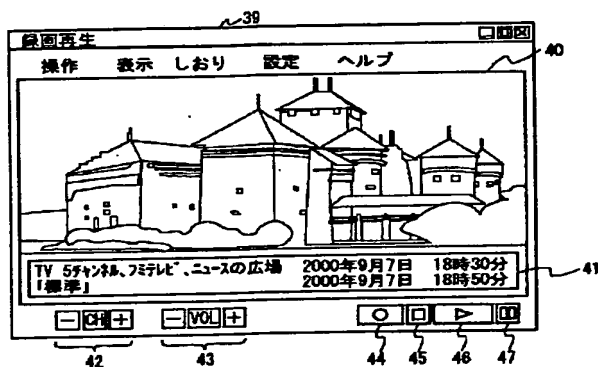 39
録画再生
操作 表示 しおり 設定 ヘルプ
40
TV 5チャンネル、フミテレビ、ニュースの広場 2000年9月7日 18時30分
「標準」 2000年9月7日 18時50分
41
− CH + − VOL +
42 43 44 45 46 47